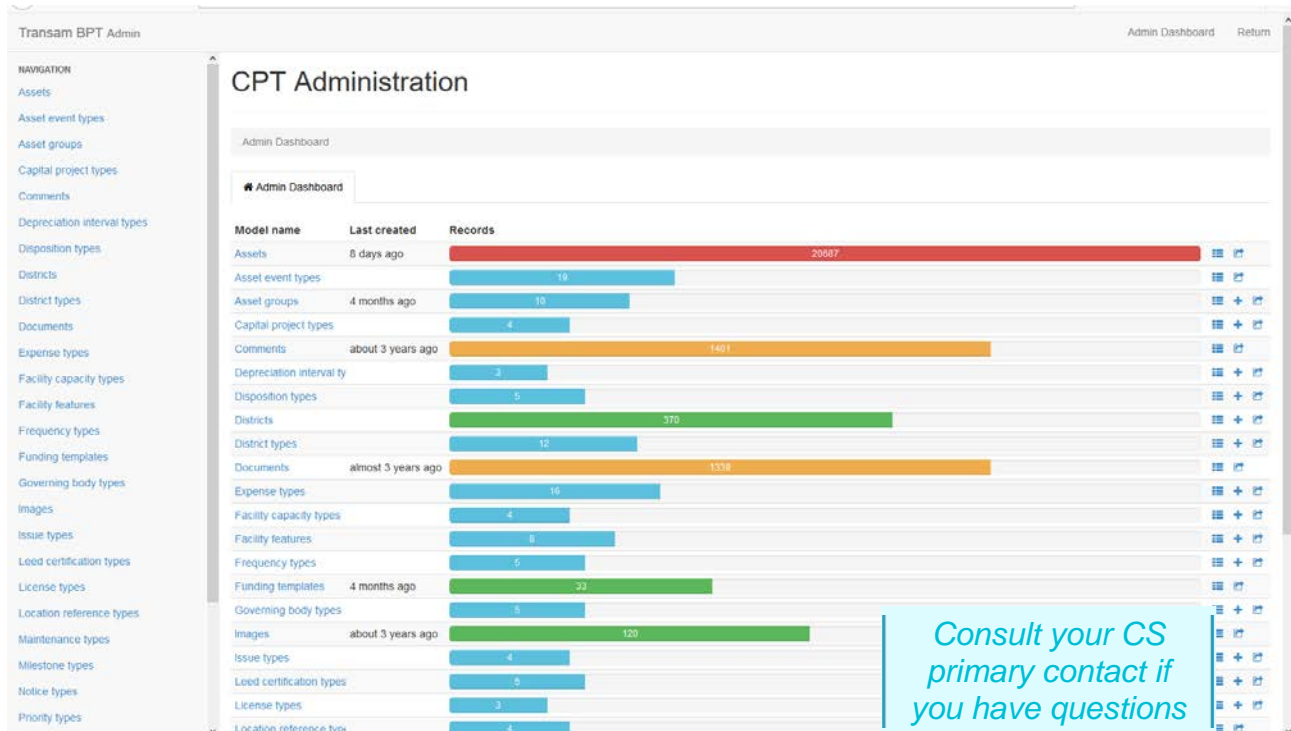 Transam BPT Admin
Admin Dashboard Return
NAVIGATION
Assets
Asset event types
Asset groups
Capital project types
Comments
Depreciation interval types
Disposition types
Districts
District types
Documents
Expense types
Facility capacity types
Facility features
Frequency types
Funding templates
Governing body types
Images
Issue types
Leed certification types
License types
Location reference types
Maintenance types
Milestone types
Notice types
Priority types
CPT Administration
Admin Dashboard
Admin Dashboard
Model name Last created Records
Assets 8 days ago 20687
Asset event types 19
Asset groups 4 months ago 10
Capital project types 4
Comments about 3 years ago 1401
Depreciation interval ty 3
Disposition types 5
Districts 370
District types 12
Documents almost 3 years ago 1338
Expense types 16
Facility capacity types 4
Facility features 8
Frequency types 5
Funding templates 4 months ago 33
Governing body types 5
Images about 3 years ago 120
Issue types 4
Leed certification types 5
License types 3
Location reference type 4
Consult your CS
primary contact if
you have questions